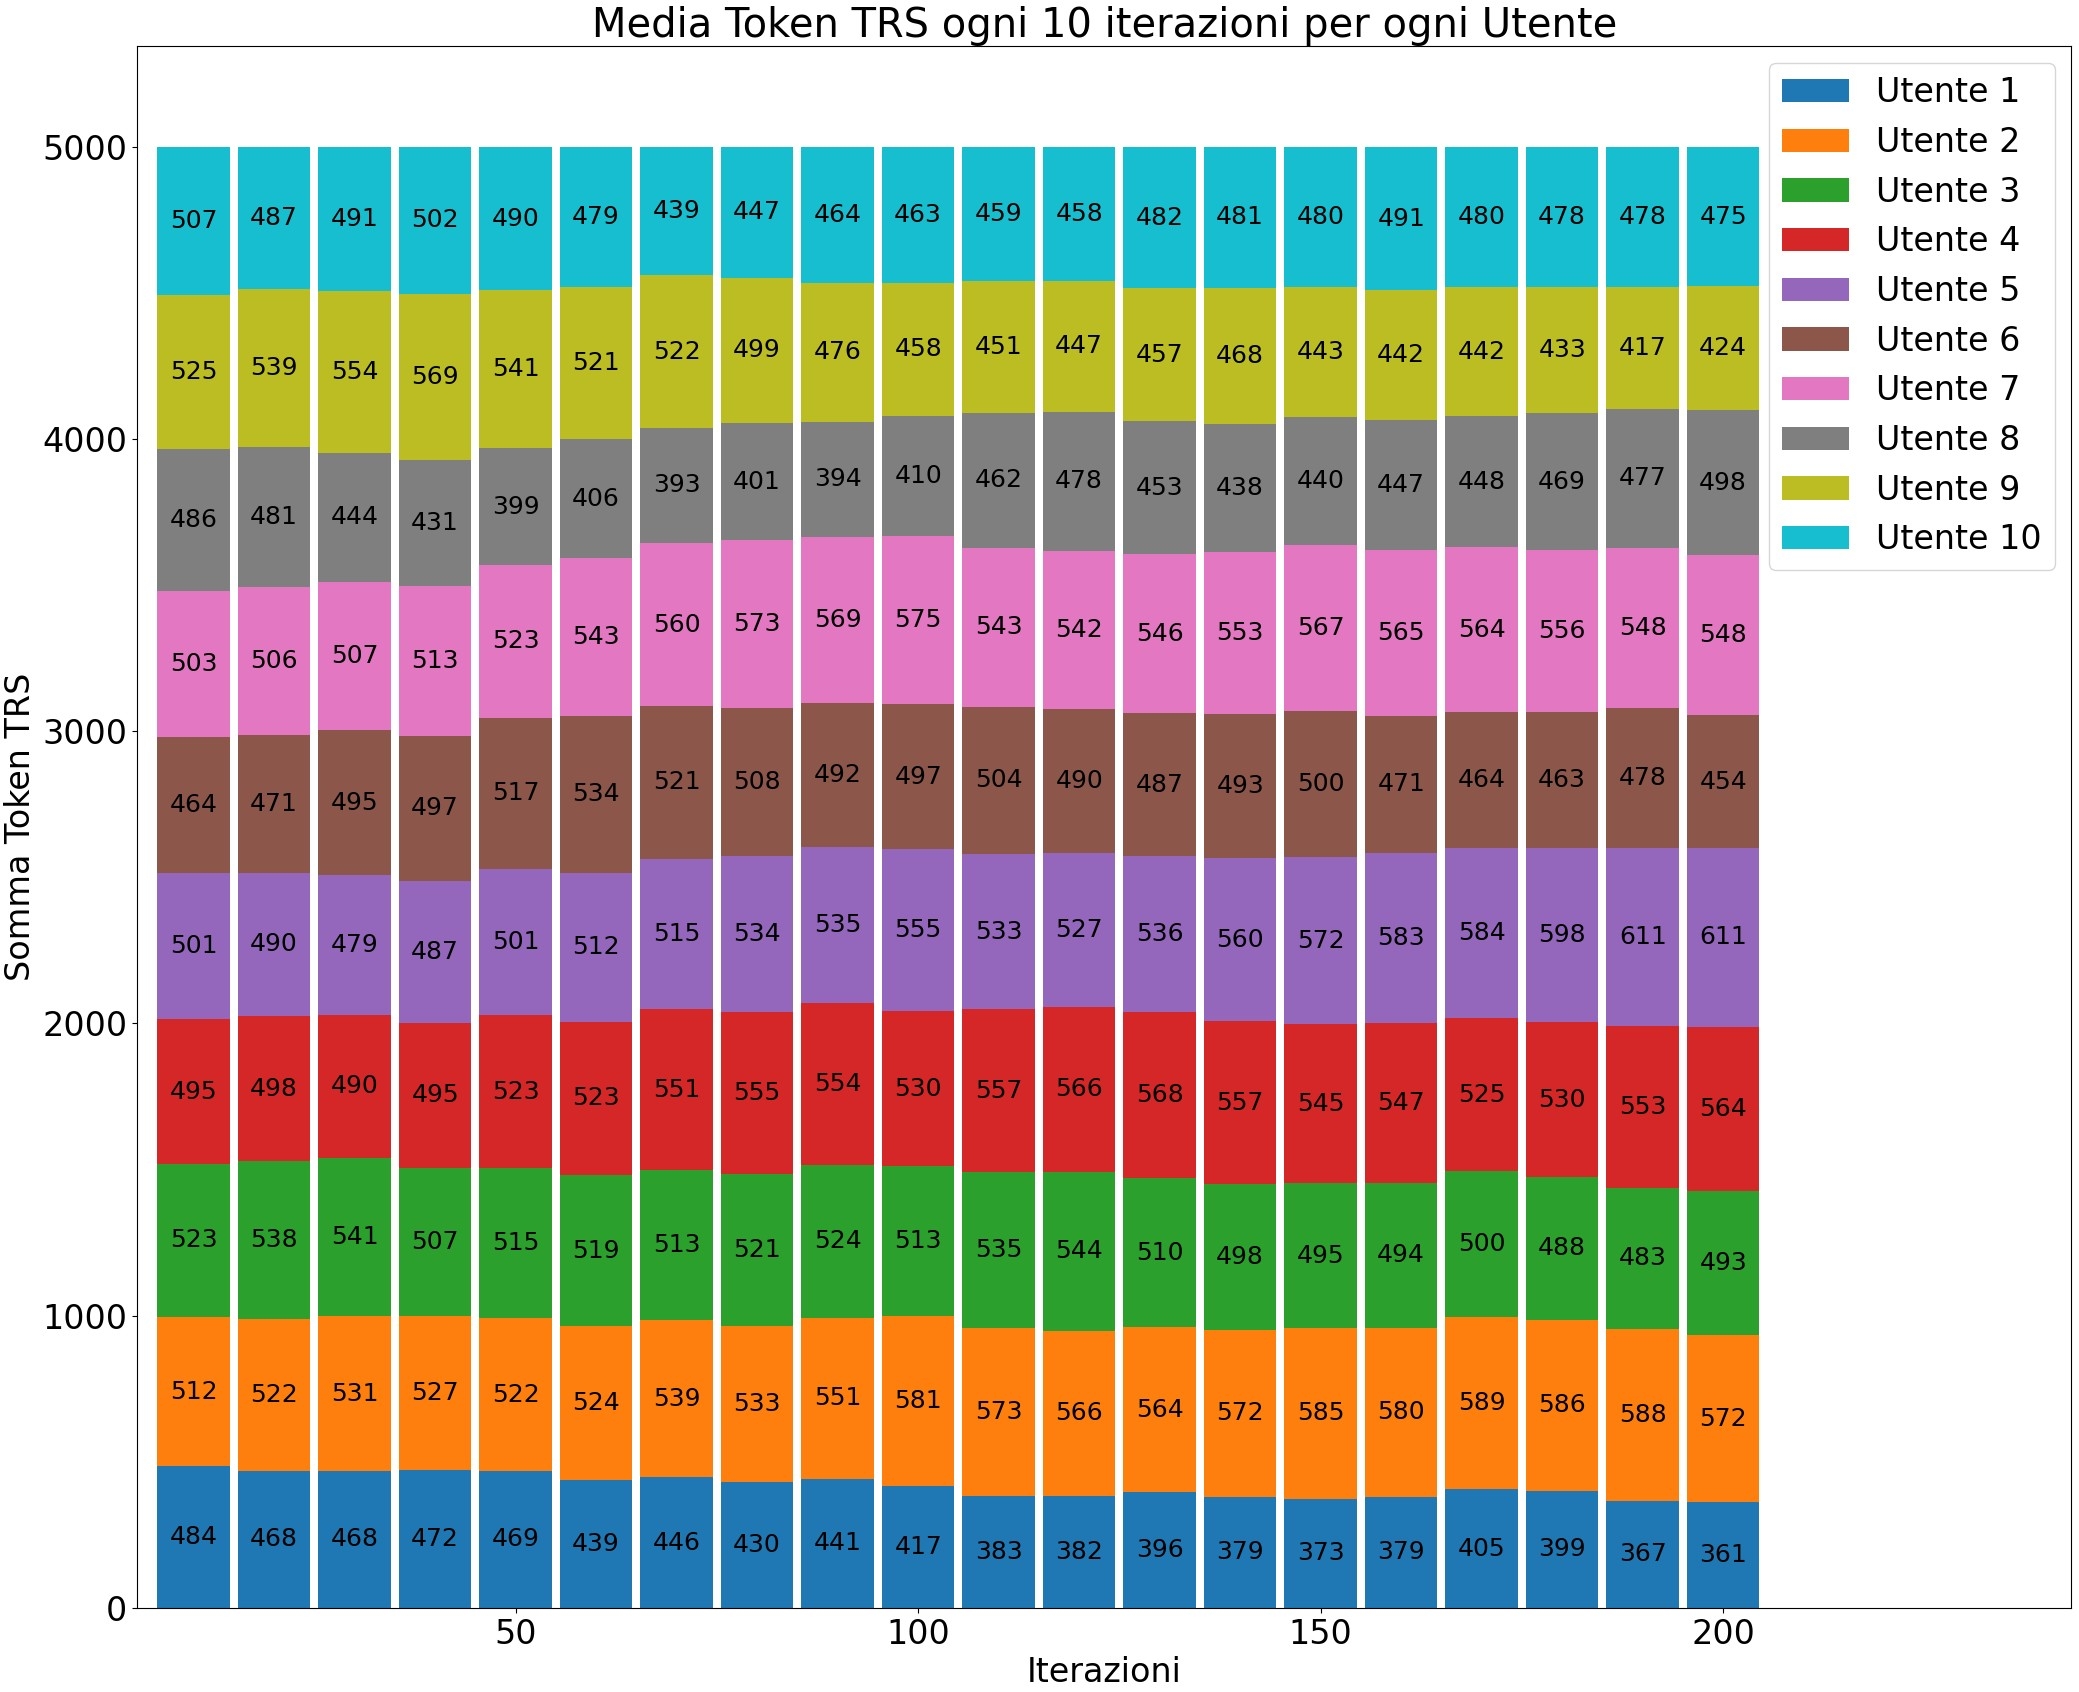 Media Token TRS ogni 10 iterazioni per ogni Utente
Somma Token TRS
5000
4000
3000
2000
1000
0
507 487 491 502 490 479 439 447 464 463 459 458 482 481 480 491 480 478 478 475
525 539 554 569 541 521 522 499 476 458 451 447 457 468 443 442 442 433 417 424
486 481 444 431 399 406 393 401 394 410 462 478 453 438 440 447 448 469 477 498
503 506 507 513 523 543 560 573 569 575 543 542 546 553 567 565 564 556 548 548
464 471 495 497 517 534 521 508 492 497 504 490 487 493 500 471 464 463 478 454
501 490 479 487 501 512 515 534 535 555 533 527 536 560 572 583 584 598 611 611
495 498 490 495 523 523 551 555 554 530 557 566 568 557 545 547 525 530 553 564
523 538 541 507 515 519 513 521 524 513 535 544 510 498 495 494 500 488 483 493
512 522 531 527 522 524 539 533 551 581 573 566 564 572 585 580 589 586 588 572
484 468 468 472 469 439 446 430 441 417 383 382 396 379 373 379 405 399 367 361
50 100 150 200
Iterazioni
Utente 1
Utente 2
Utente 3
Utente 4
Utente 5
Utente 6
Utente 7
Utente 8
Utente 9
Utente 10